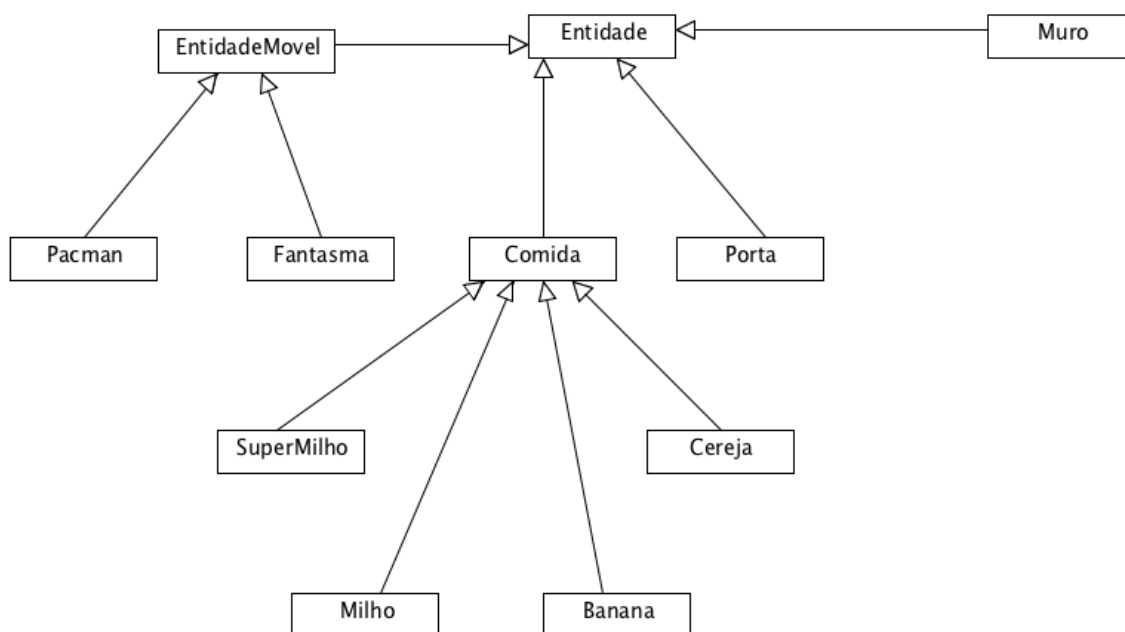 EntidadeMovel
Entidade
Muro
Pacman
Fantasma
Comida
Porta
SuperMilho
Cereja
Milho
Banana